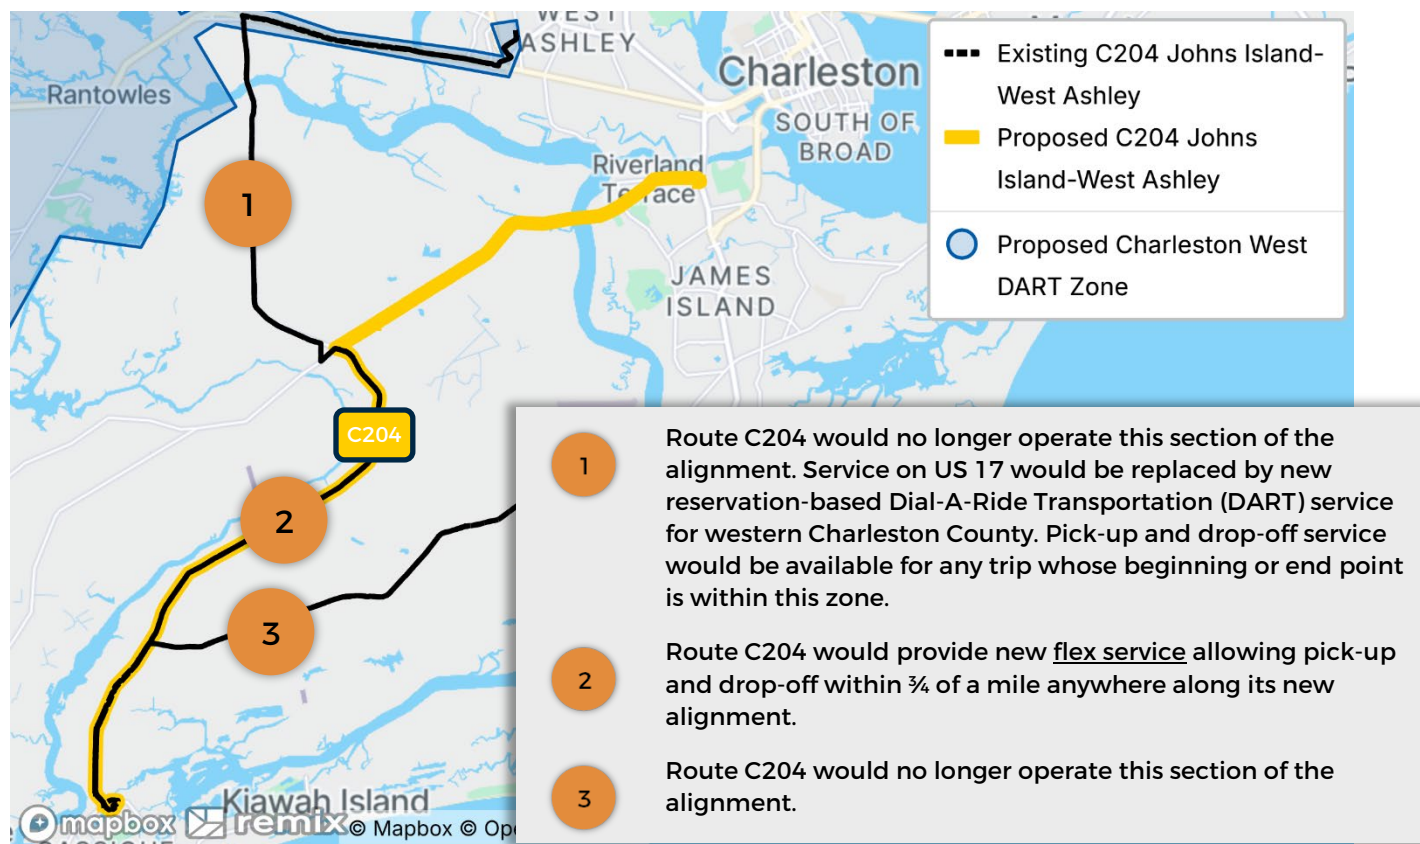 WEST
ASHLEY
Rantowles
Charleston
SOUTH OF
BROAD
Riverland
Terrace
JAMES
ISLAND
Existing C204 Johns Island-
West Ashley
Proposed C204 Johns
Island-West Ashley
Proposed Charleston West
DART Zone
1
C204
2
3
Kiawah Island
mapbox remix © Mapbox © Ope
1
Route C204 would no longer operate this section of the
alignment. Service on US 17 would be replaced by new
reservation-based Dial-A-Ride Transportation (DART) service
for western Charleston County. Pick-up and drop-off service
would be available for any trip whose beginning or end point
is within this zone.
2
Route C204 would provide new flex service allowing pick-up
and drop-off within ¾ of a mile anywhere along its new
alignment.
3
Route C204 would no longer operate this section of the
alignment.